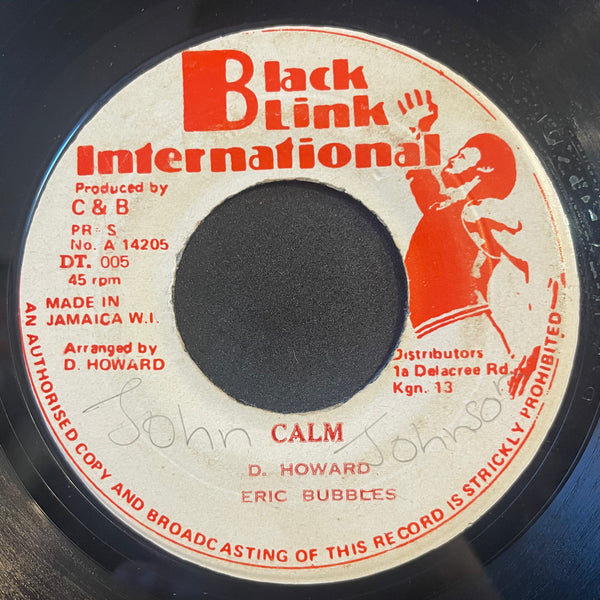 Black
Link
International
Produced by
C & B
PR S
No. A 14205
DT. 005
45 rpm
MADE IN
JAMAICA W.I.
Arranged by
D. HOWARD
Distributors
1a Delacree Rd.
Kgn. 13
John Johnson
CALM
D. HOWARD
ERIC BUBBLES
AN AUTHORISED COPY AND BROADCASTING OF THIS RECORD IS STRICKLY PROHIBITED